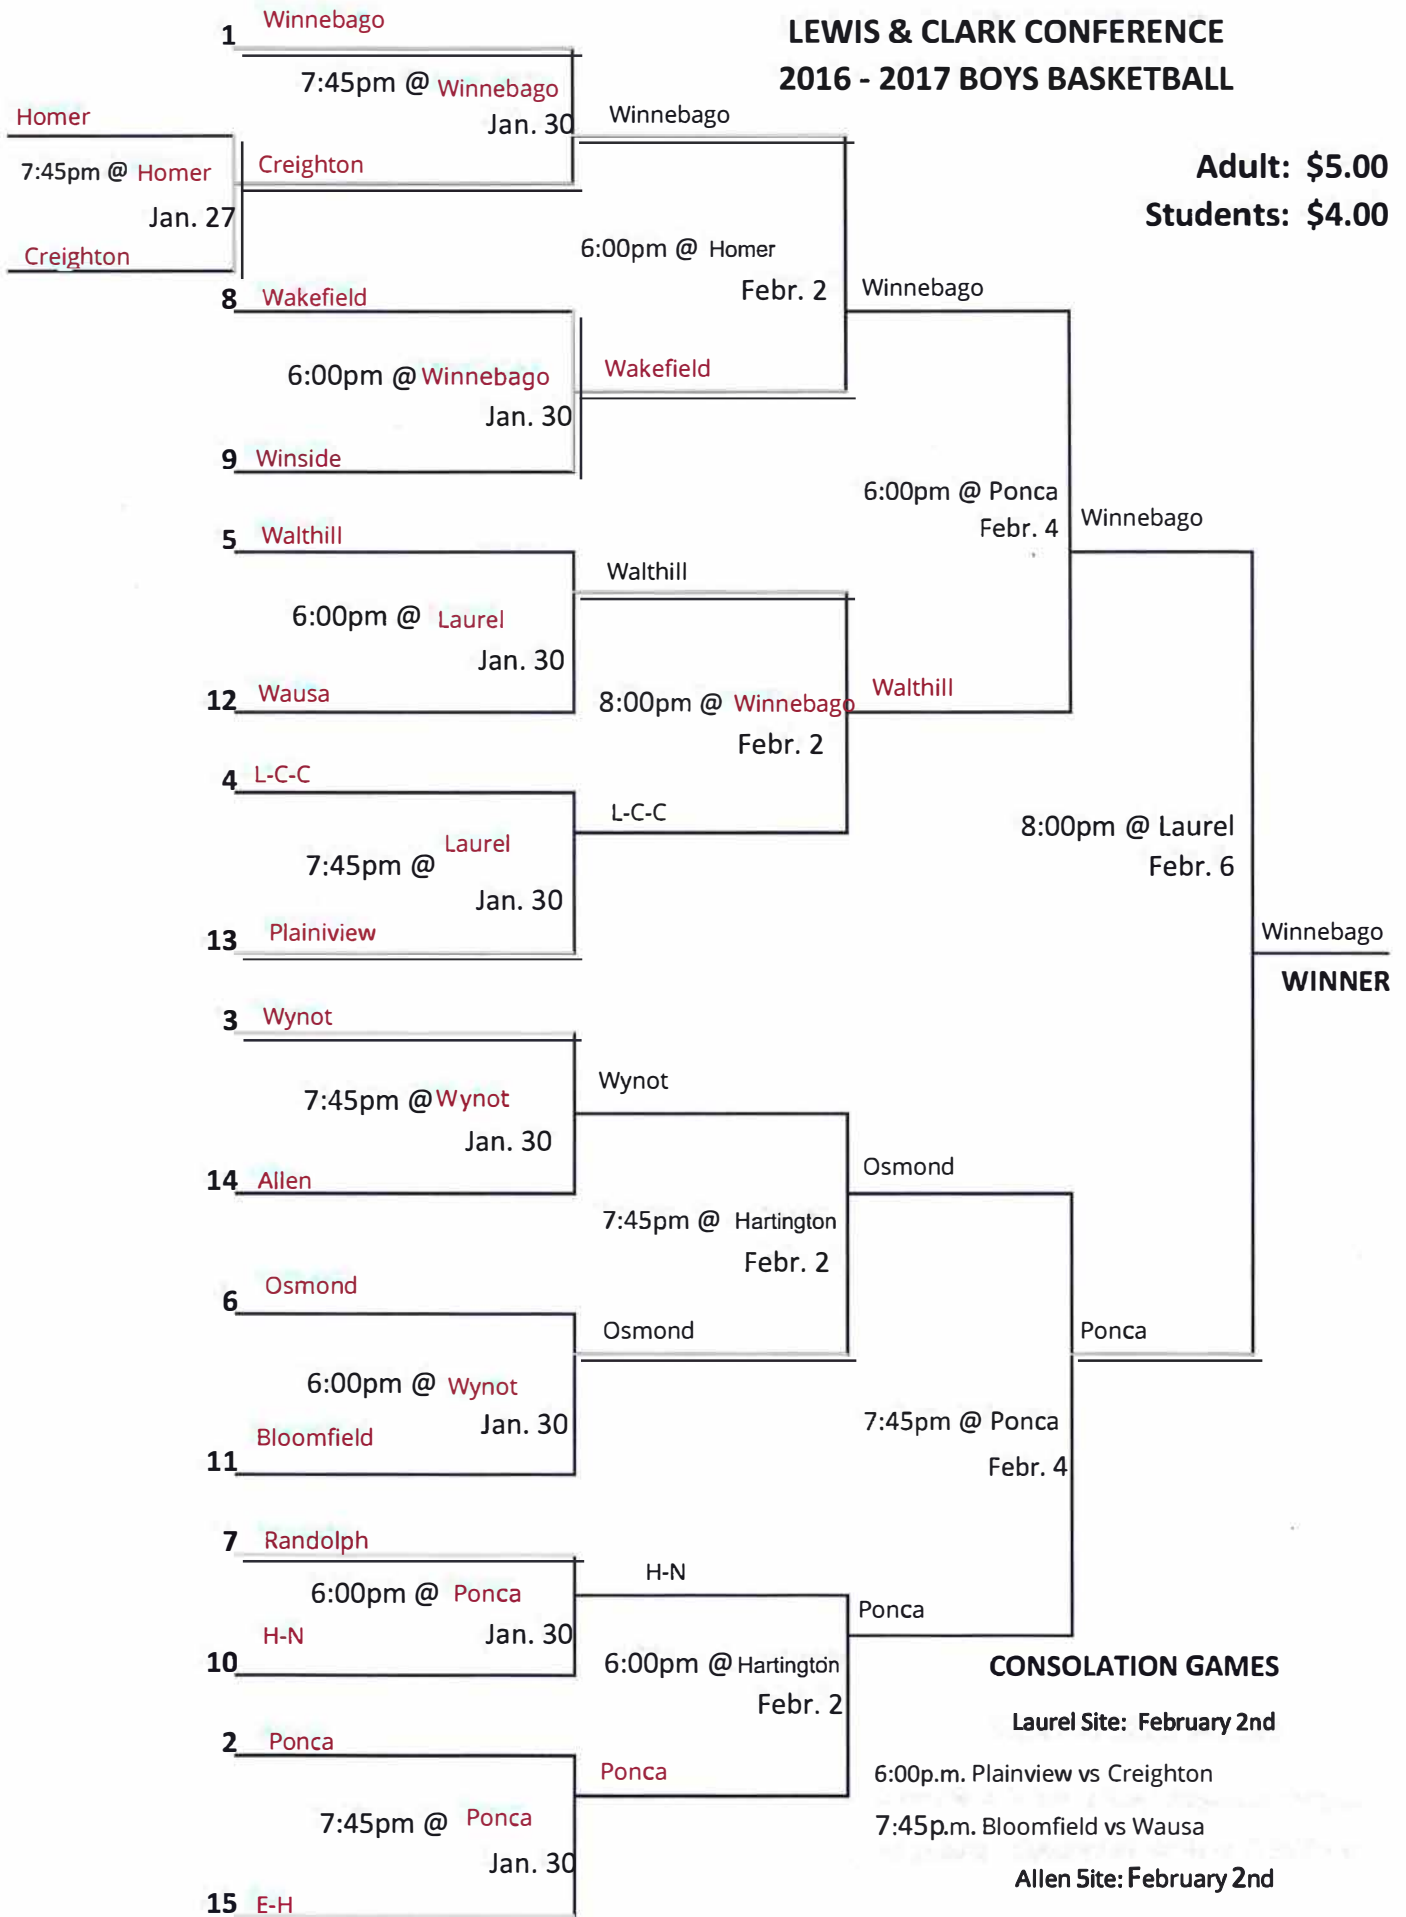 LEWIS & CLARK CONFERENCE
2016 - 2017 BOYS BASKETBALL
Adult: $5.00
Students: $4.00
1 Winnebago
7:45pm @ Winnebago
Jan. 30
Homer
7:45pm @ Homer
Jan. 27
Creighton
Creighton
8 Wakefield
6:00pm @ Winnebago
Jan. 30
9 Winside
5 Walthill
6:00pm @ Laurel
Jan. 30
12 Wausa
4 L-C-C
7:45pm @ Laurel
Jan. 30
13 Plainiview
3 Wynot
7:45pm @ Wynot
Jan. 30
14 Allen
6 Osmond
6:00pm @ Wynot
Jan. 30
11 Bloomfield
7 Randolph
6:00pm @ Ponca
Jan. 30
10 H-N
2 Ponca
7:45pm @ Ponca
Jan. 30
15 E-H
Winnebago
6:00pm @ Homer
Febr. 2
Wakefield
Walthill
8:00pm @ Winnebago
Febr. 2
L-C-C
Wynot
7:45pm @ Hartington
Febr. 2
Osmond
H-N
6:00pm @ Hartington
Febr. 2
Ponca
Winnebago
6:00pm @ Ponca
Febr. 4
Walthill
Osmond
7:45pm @ Ponca
Febr. 4
Ponca
Winnebago
8:00pm @ Laurel
Febr. 6
Ponca
Winnebago
WINNER
CONSOLATION GAMES
Laurel Site: February 2nd
6:00p.m. Plainview vs Creighton
7:45p.m. Bloomfield vs Wausa
Allen 5ite: February 2nd